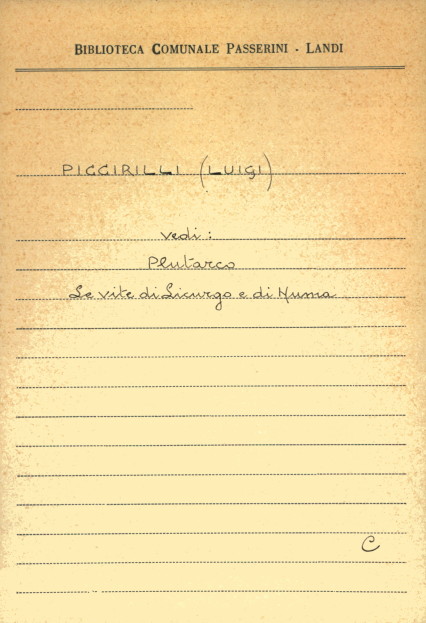 BIBLIOTECA COMUNALE PASSERINI - LANDI
PICCIRILLI (LUIGI)
vedi:
Plutarco
Le vite di Licurgo e di Numa
C